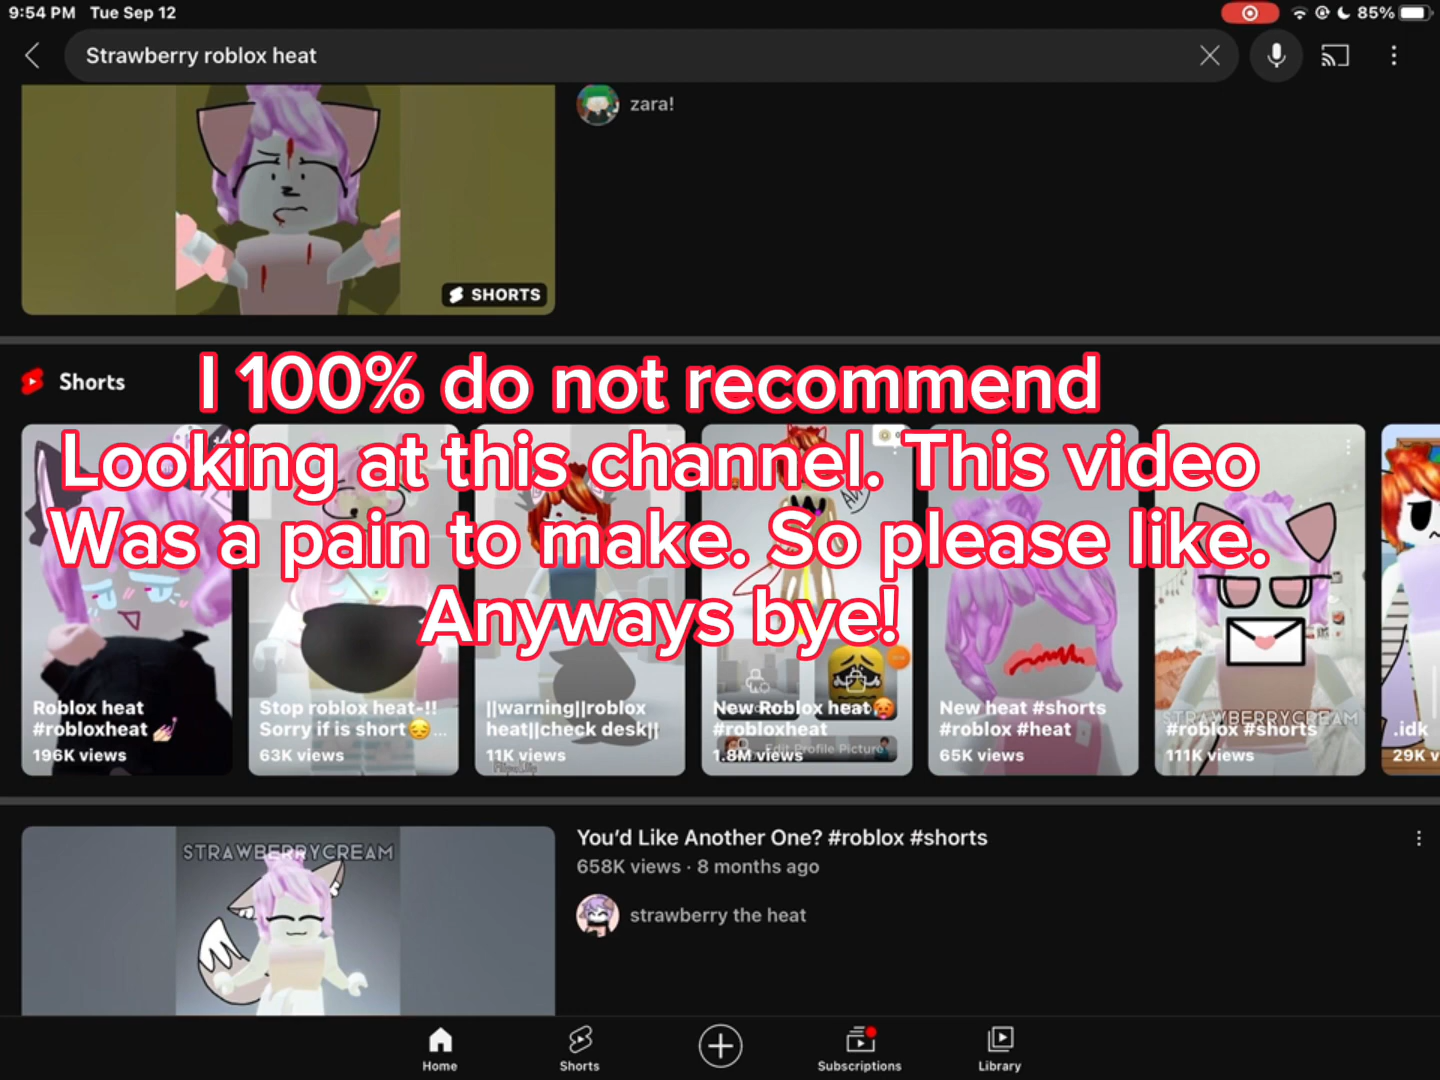 9:54 PM Tue Sep 12
85%
Strawberry roblox heat
zara!
SHORTS
Shorts
I 100% do not recommend
Looking at this channel. This video
Was a pain to make. So please like.
Anyways bye!
Roblox heat
#robloxheat 💅
196K views
Stop roblox heat-!!
Sorry if is short😔...
63K views
||warning||roblox
heat||check desk||
11K views
New Roblox heat🥵
#robloxheat
Edit Profile Picture
1.8M views
New heat #shorts
#roblox #heat
65K views
STRAWBERRYCREAM
#roblox #shorts
111K views
.idk
29K v
STRAWBERRYCREAM
You'd Like Another One? #roblox #shorts
658K views · 8 months ago
strawberry the heat
Home
Shorts
Subscriptions
Library